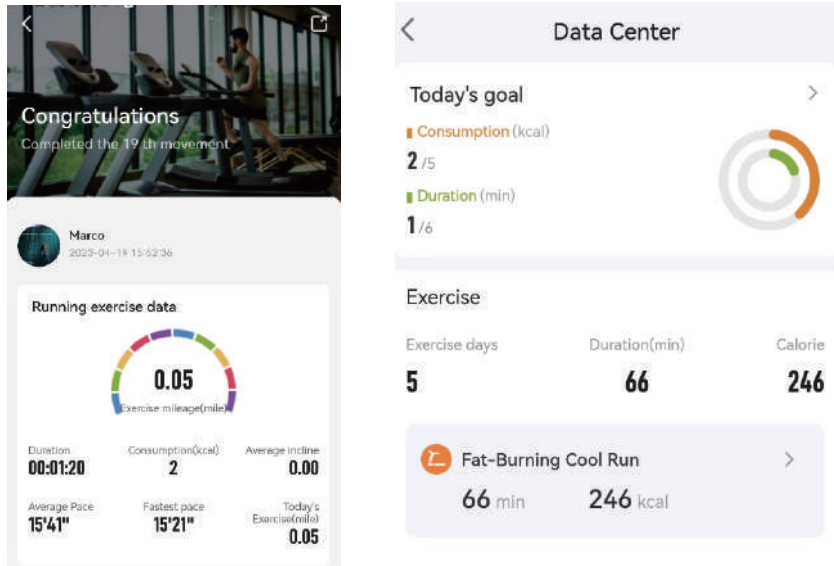 Congratulations
Completed the 19 th movement
Marco
2023-04-19 15:52:36
Running exercise data
0.05
Exercise mileage(mile)
Duration
Consumption(kcal)
Average incline
00:01:20
2
0.00
Average Pace
Fastest pace
Today's
Exercise(mile)
15'41"
15'21"
0.05
Data Center
Today's goal
Consumption (kcal)
2 /5
Duration (min)
1 /6
Exercise
Exercise days
Duration(min)
Calorie
5
66
246
Fat-Burning Cool Run
66 min
246 kcal